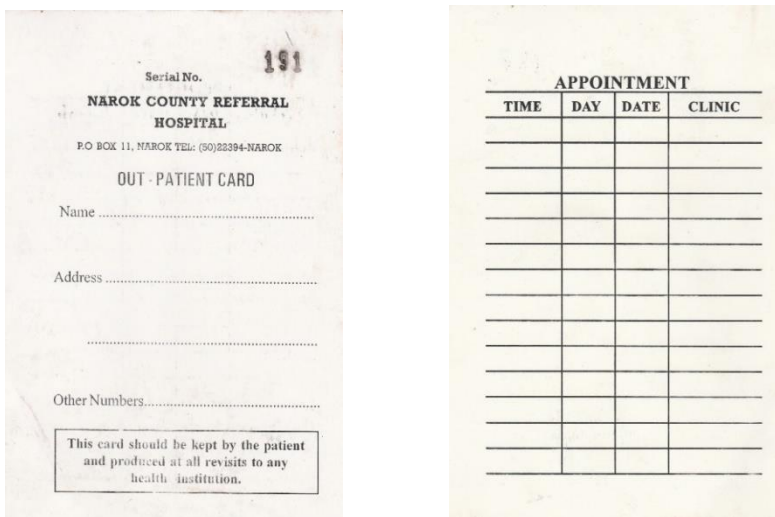 191
Serial No.
NAROK COUNTY REFERRAL
HOSPITAL
P.O BOX 11, NAROK TEL: (50)22394-NAROK
OUT - PATIENT CARD
Name ........................................................
Address ........................................................
........................................................
Other Numbers........................................................
This card should be kept by the patient
and produced at all revisits to any
health institution.
APPOINTMENT
TIME DAY DATE CLINIC